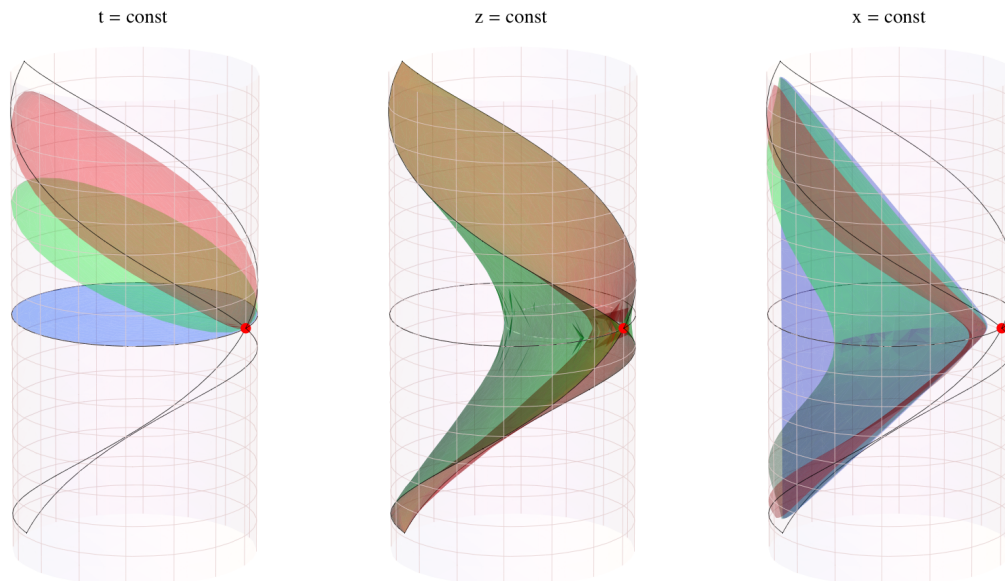 t = const
z = const
x = const